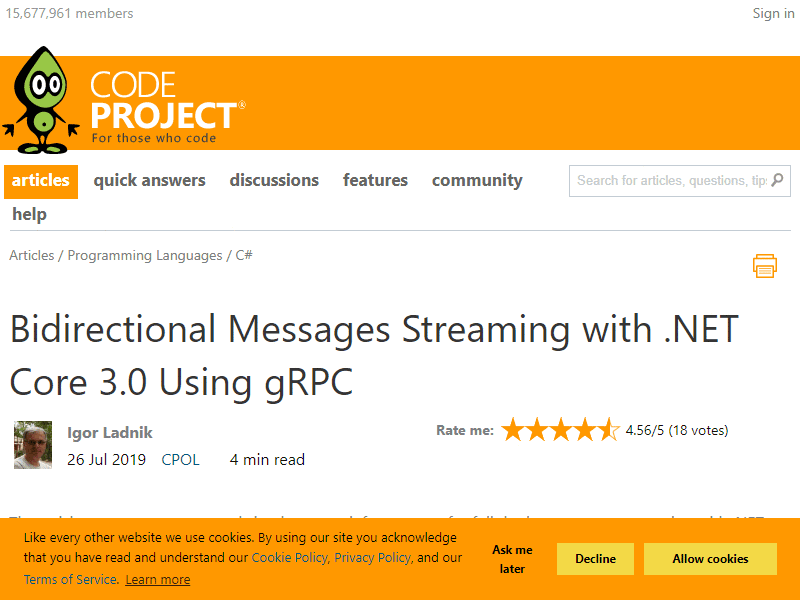 15,677,961 members
Sign in
CODE
PROJECT®
For those who code
articles quick answers discussions features community
Search for articles, questions, tips
help
Articles / Programming Languages / C#
Bidirectional Messages Streaming with .NET
Core 3.0 Using gRPC
Igor Ladnik
Rate me: 4.56/5 (18 votes)
26 Jul 2019 CPOL 4 min read
Like every other website we use cookies. By using our site you acknowledge
that you have read and understand our Cookie Policy, Privacy Policy, and our
Terms of Service. Learn more
Ask me
later
Decline
Allow cookies